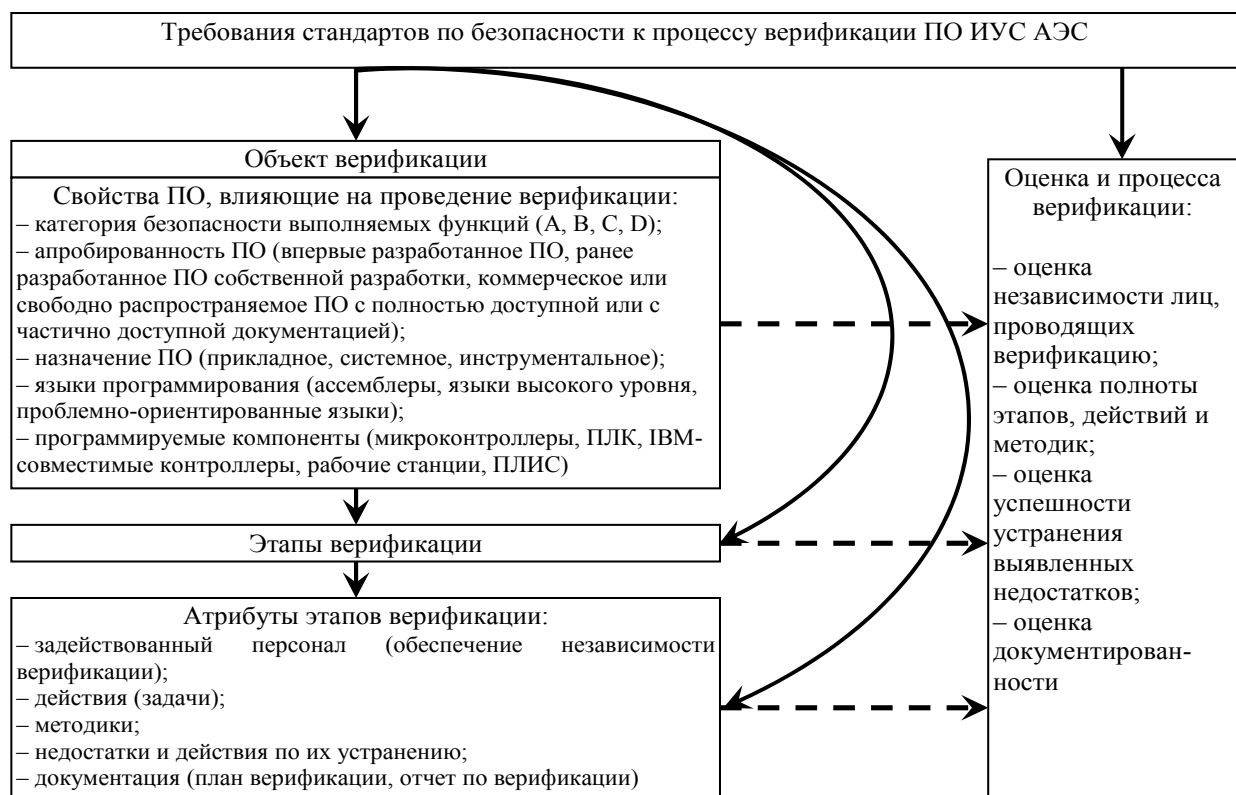 Требования стандартов по безопасности к процессу верификации ПО ИУС АЭС
Объект верификации
Свойства ПО, влияющие на проведение верификации:
– категория безопасности выполняемых функций (A, B, C, D);
– апробированность ПО (впервые разработанное ПО, ранее
разработанное ПО собственной разработки, коммерческое или
свободно распространяемое ПО с полностью доступной или с
частично доступной документацией);
– назначение ПО (прикладное, системное, инструментальное);
– языки программирования (ассемблеры, языки высокого уровня,
проблемно-ориентированные языки);
– программируемые компоненты (микроконтроллеры, ПЛК, IBM-
совместимые контроллеры, рабочие станции, ПЛИС)
Этапы верификации
Атрибуты этапов верификации:
– задействованный персонал (обеспечение независимости
верификации);
– действия (задачи);
– методики;
– недостатки и действия по их устранению;
– документация (план верификации, отчет по верификации)
Оценка и процесса
верификации:
– оценка
независимости лиц,
проводящих
верификацию;
– оценка полноты
этапов, действий и
методик;
– оценка
успешности
устранения
выявленных
недостатков;
– оценка
документирован-
ности